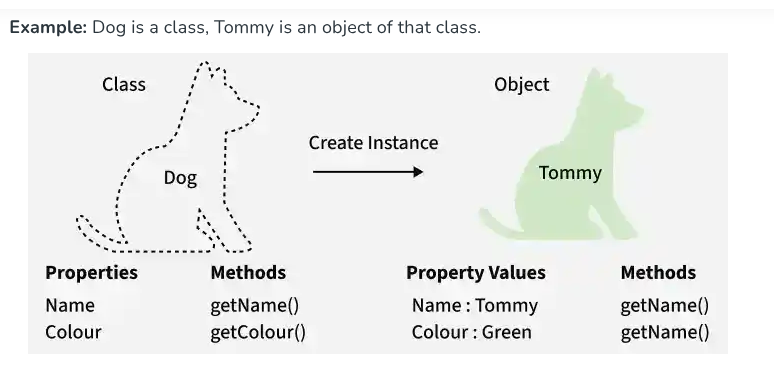 Example: Dog is a class, Tommy is an object of that class.
Class
Object
Create Instance
Dog
Tommy
Properties Methods Property Values Methods
Name getName() Name : Tommy getName()
Colour getColour() Colour : Green getName()